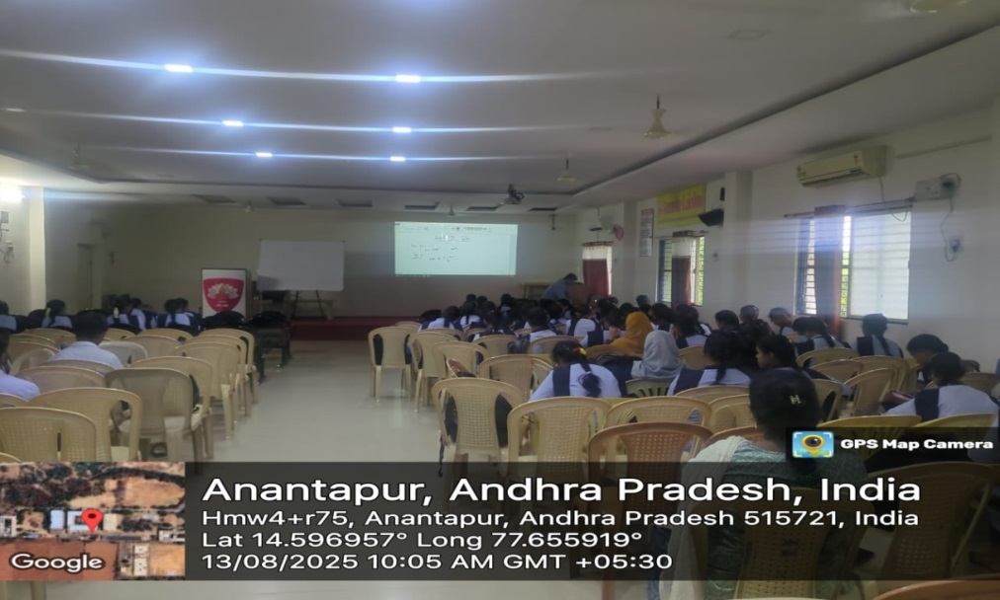 GPS Map Camera
Anantapur, Andhra Pradesh, India
Hmw4+r75, Anantapur, Andhra Pradesh 515721, India
Lat 14.596957° Long 77.655919°
13/08/2025 10:05 AM GMT +05:30
Google